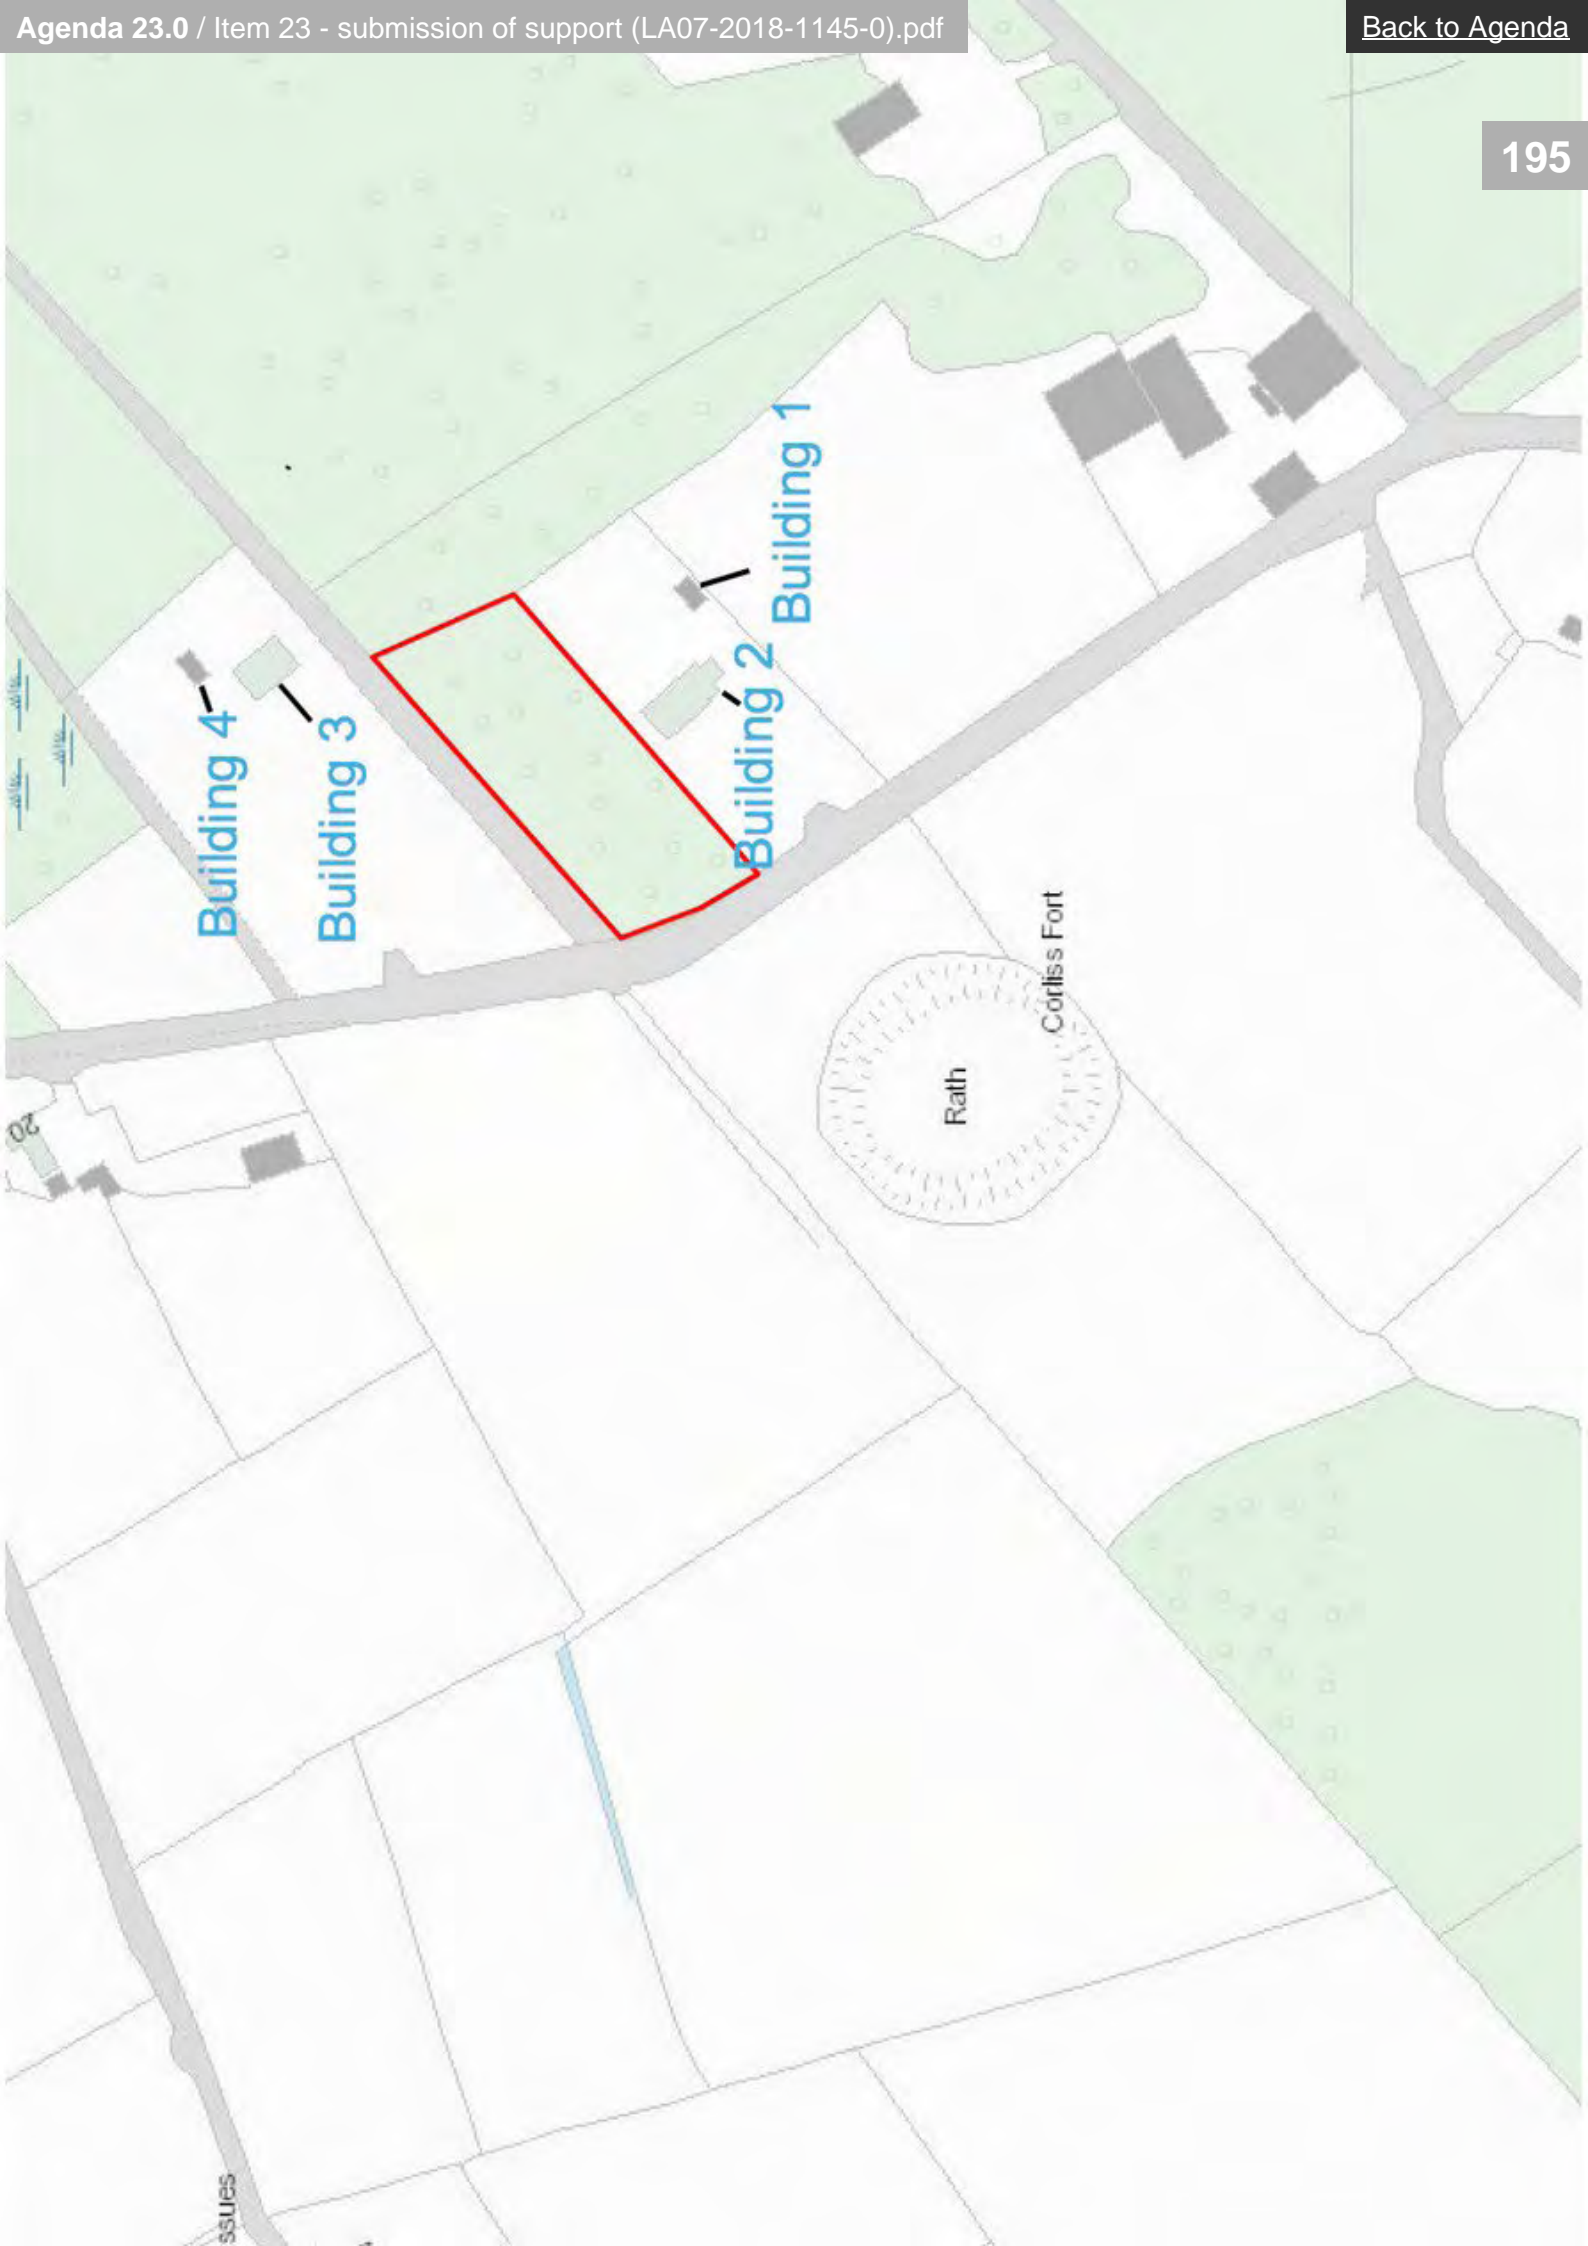 Agenda 23.0 / Item 23 - submission of support (LA07-2018-1145-0).pdf
Back to Agenda
195
Building 1
Building 2
Building 3
Building 4
20
Corliss Fort
Rath
ssues